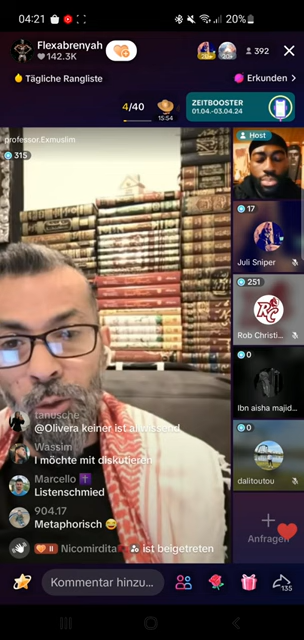 04:21
20%
Flexabrenyah
142.3K
392
Tägliche Rangliste
Erkunden >
4/40
15:54
ZEITBOOSTER
01.04.-03.04.24
professor.Exmuslim
315
Host
17
Juli Sniper
251
RC
Rob Christi...
0
Ibn aisha majid...
0
dalitoutou
tanusche
@Olivera keiner ist allwissend
Wassim
I möchte mit diskutieren
Marcello
Listenschmied
904.17
Metaphorisch 😂
II Nicomirdita ist beigetreten
Anfragen
Kommentar hinzu...
135